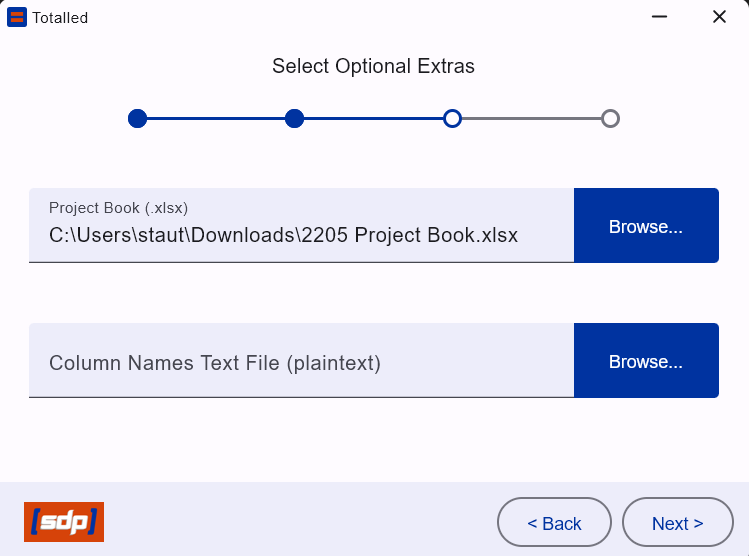 Totalled
Select Optional Extras
Project Book (.xlsx)
C:\Users\staut\Downloads\2205 Project Book.xlsx
Browse...
Column Names Text File (plaintext)
Browse...
[sdp]
< Back
Next >